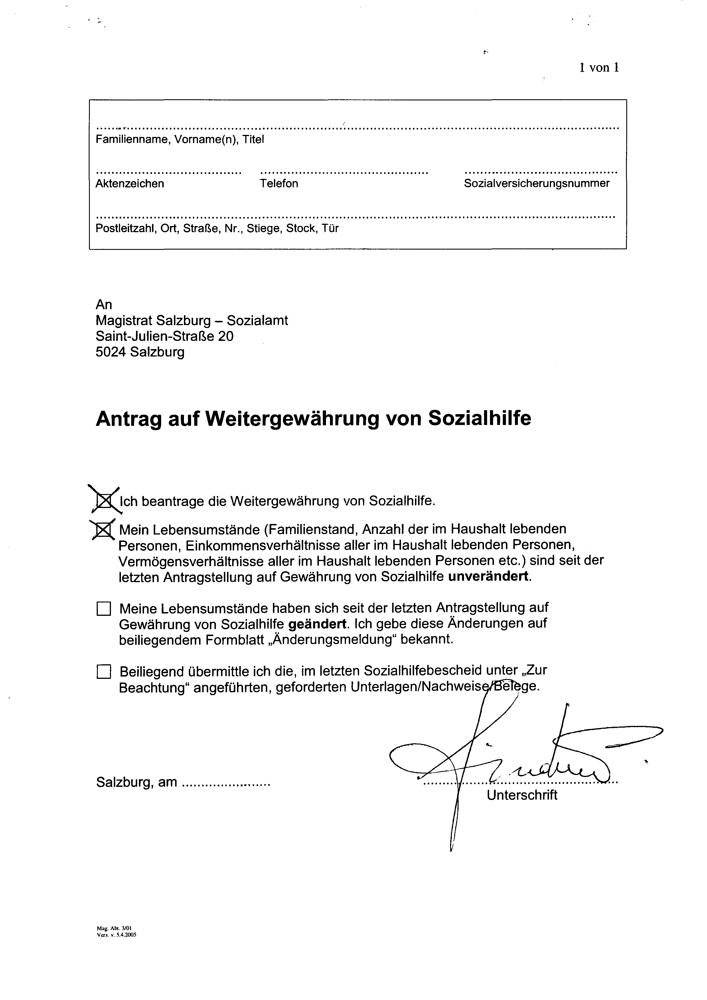 1 von 1
Familienname, Vorname(n), Titel
Aktenzeichen Telefon Sozialversicherungsnummer
Postleitzahl, Ort, Straße, Nr., Stiege, Stock, Tür
An
Magistrat Salzburg – Sozialamt
Saint-Julien-Straße 20
5024 Salzburg
Antrag auf Weitergewährung von Sozialhilfe
Ich beantrage die Weitergewährung von Sozialhilfe.
Mein Lebensumstände (Familienstand, Anzahl der im Haushalt lebenden
Personen, Einkommensverhältnisse aller im Haushalt lebenden Personen,
Vermögensverhältnisse aller im Haushalt lebenden Personen etc.) sind seit der
letzten Antragstellung auf Gewährung von Sozialhilfe unverändert.
Meine Lebensumstände haben sich seit der letzten Antragstellung auf
Gewährung von Sozialhilfe geändert. Ich gebe diese Änderungen auf
beiliegendem Formblatt „Änderungsmeldung“ bekannt.
Beiliegend übermittle ich die, im letzten Sozialhilfebescheid unter „Zur
Beachtung“ angeführten, geforderten Unterlagen/Nachweise/Belege.
Salzburg, am ......................
Unterschrift
Mag. Abt. 3/01
Vers. v. 5.4.2005